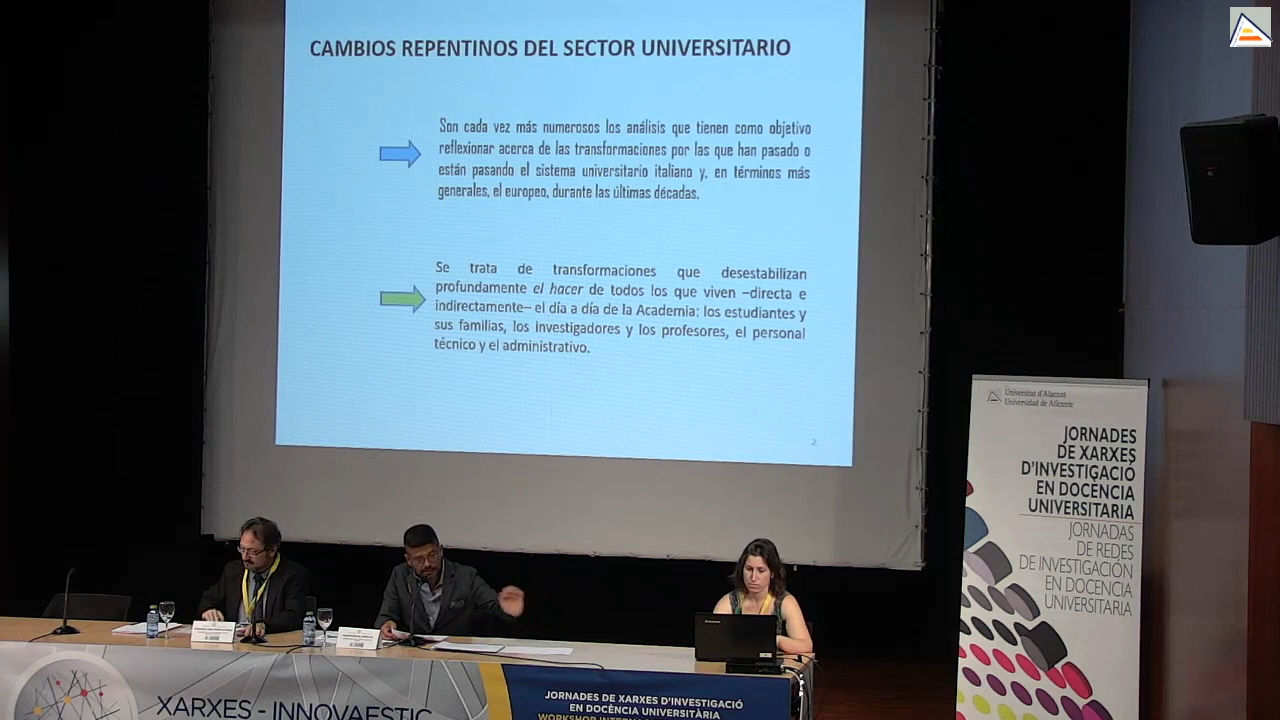 CAMBIOS REPENTINOS DEL SECTOR UNIVERSITARIO
Son cada vez más numerosos los análisis que tienen como objetivo
reflexionar acerca de las transformaciones por las que han pasado o
están pasando el sistema universitario italiano y, en términos más
generales, el europeo, durante las últimas décadas.
Se trata de transformaciones que desestabilizan
profundamente el hacer de todos los que viven –directa e
indirectamente– el día a día de la Academia: los estudiantes y
sus familias, los investigadores y los profesores, el personal
técnico y el administrativo.
2
Universitat d'Alacant
Universidad de Alicante
JORNADES
DE XARXES
D'INVESTIGACIÓ
EN DOCÈNCIA
UNIVERSITÀRIA
JORNADAS
DE REDES
DE INVESTIGACIÓN
EN DOCENCIA
UNIVERSITARIA
XARXES - INNOVAESTIC
JORNADES DE XARXES D'INVESTIGACIÓ
EN DOCÈNCIA UNIVERSITÀRIA